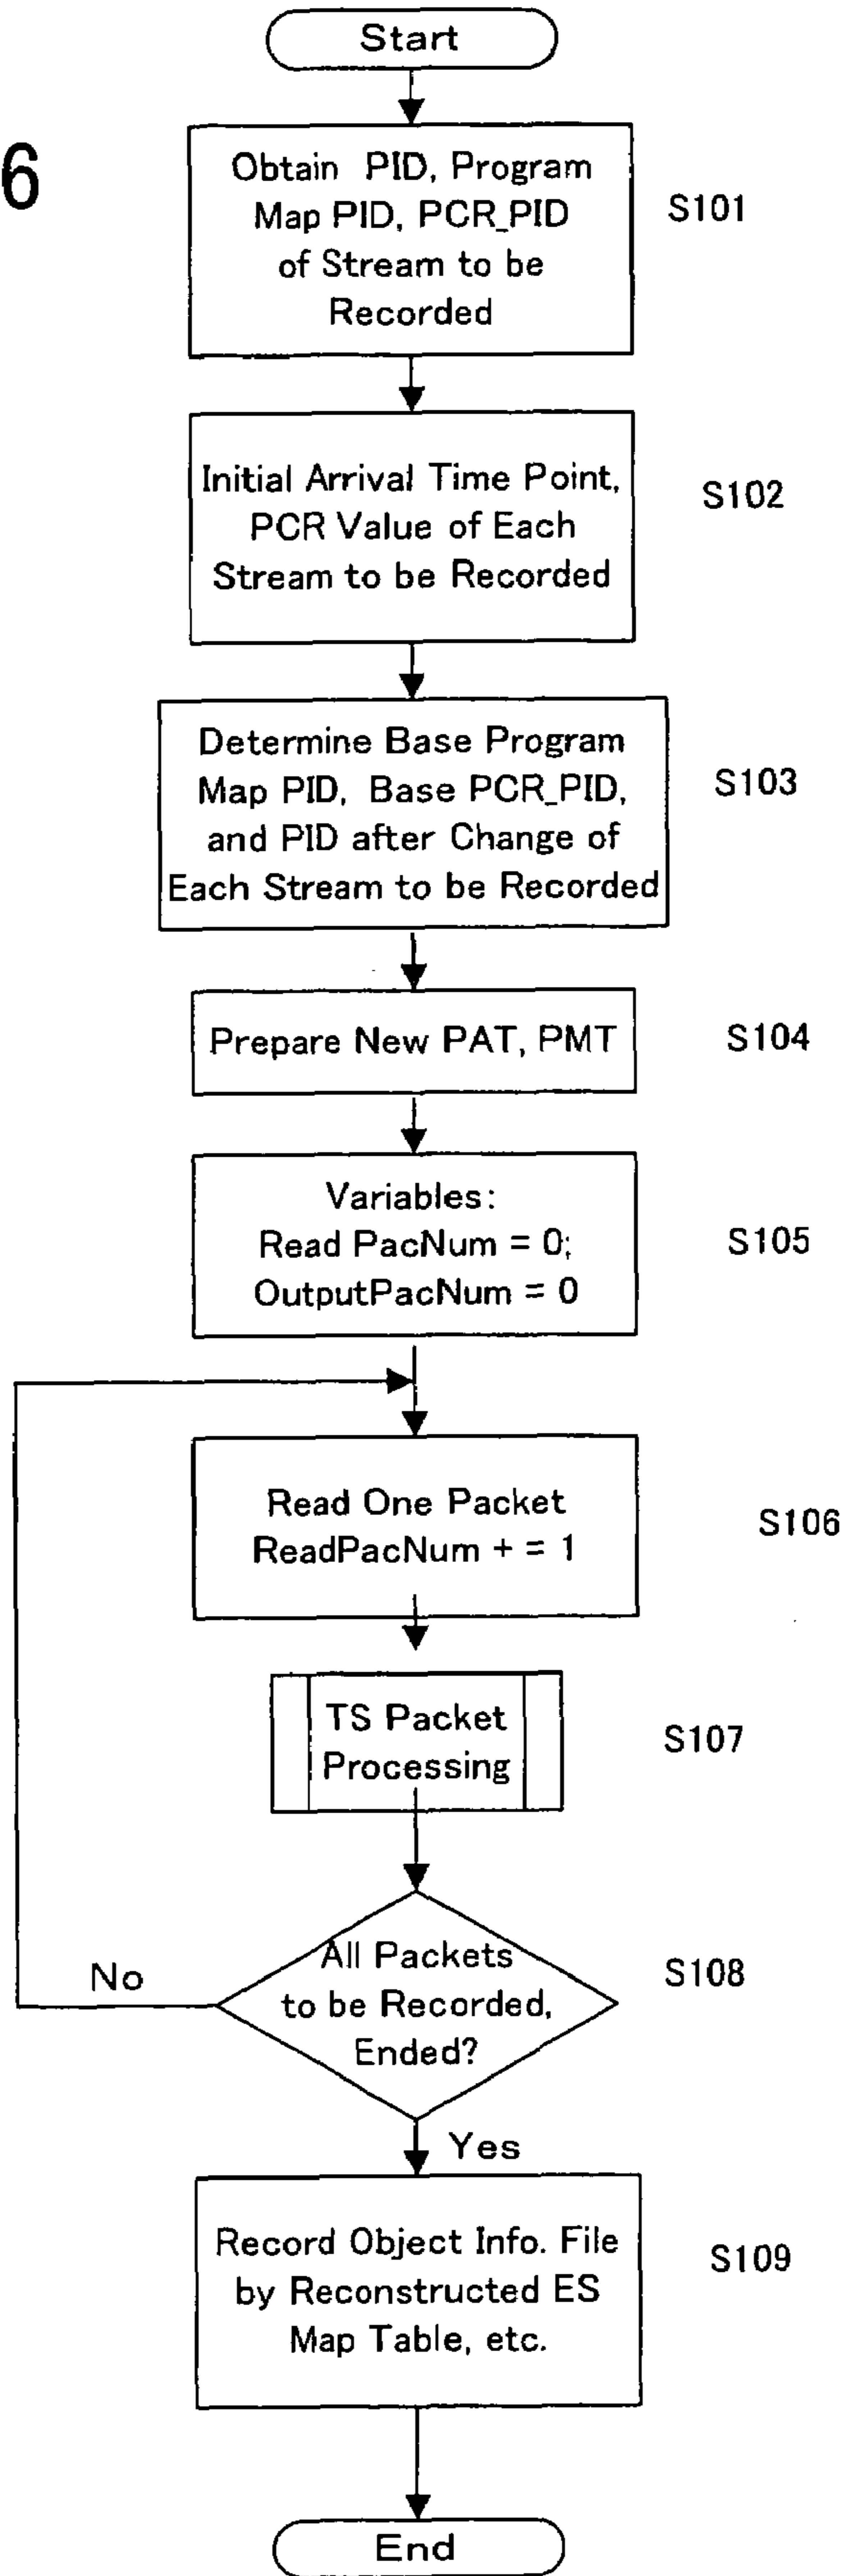 Start
6
Obtain PID, Program
Map PID, PCR_PID
of Stream to be
Recorded
S101
Initial Arrival Time Point,
PCR Value of Each
Stream to be Recorded
S102
Determine Base Program
Map PID, Base PCR_PID,
and PID after Change of
Each Stream to be Recorded
S103
Prepare New PAT, PMT
S104
Variables:
Read PacNum = 0;
OutputPacNum = 0
S105
Read One Packet
ReadPacNum + = 1
S106
TS Packet
Processing
S107
All Packets
to be Recorded,
Ended?
S108
No
Yes
Record Object Info. File
by Reconstructed ES
Map Table, etc.
S109
End